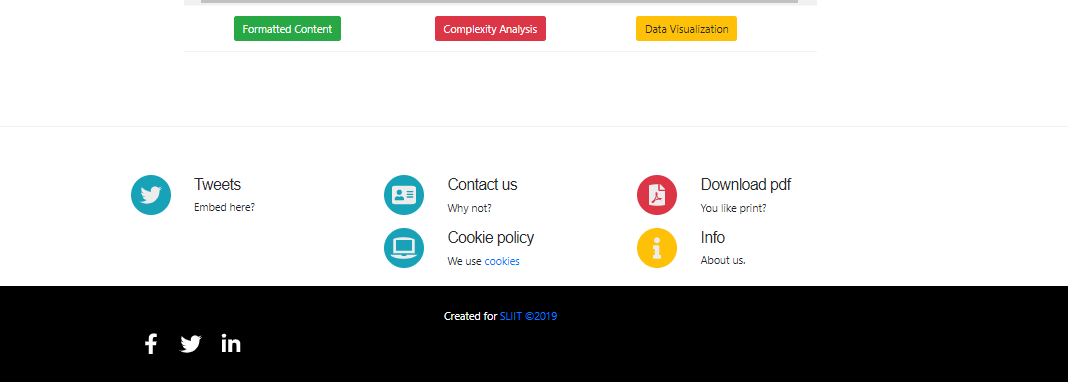 Formatted Content
Complexity Analysis
Data Visualization
Tweets
Embed here?
Contact us
Why not?
Download pdf
You like print?
Cookie policy
We use cookies
Info
About us.
Created for SLIIT ©2019